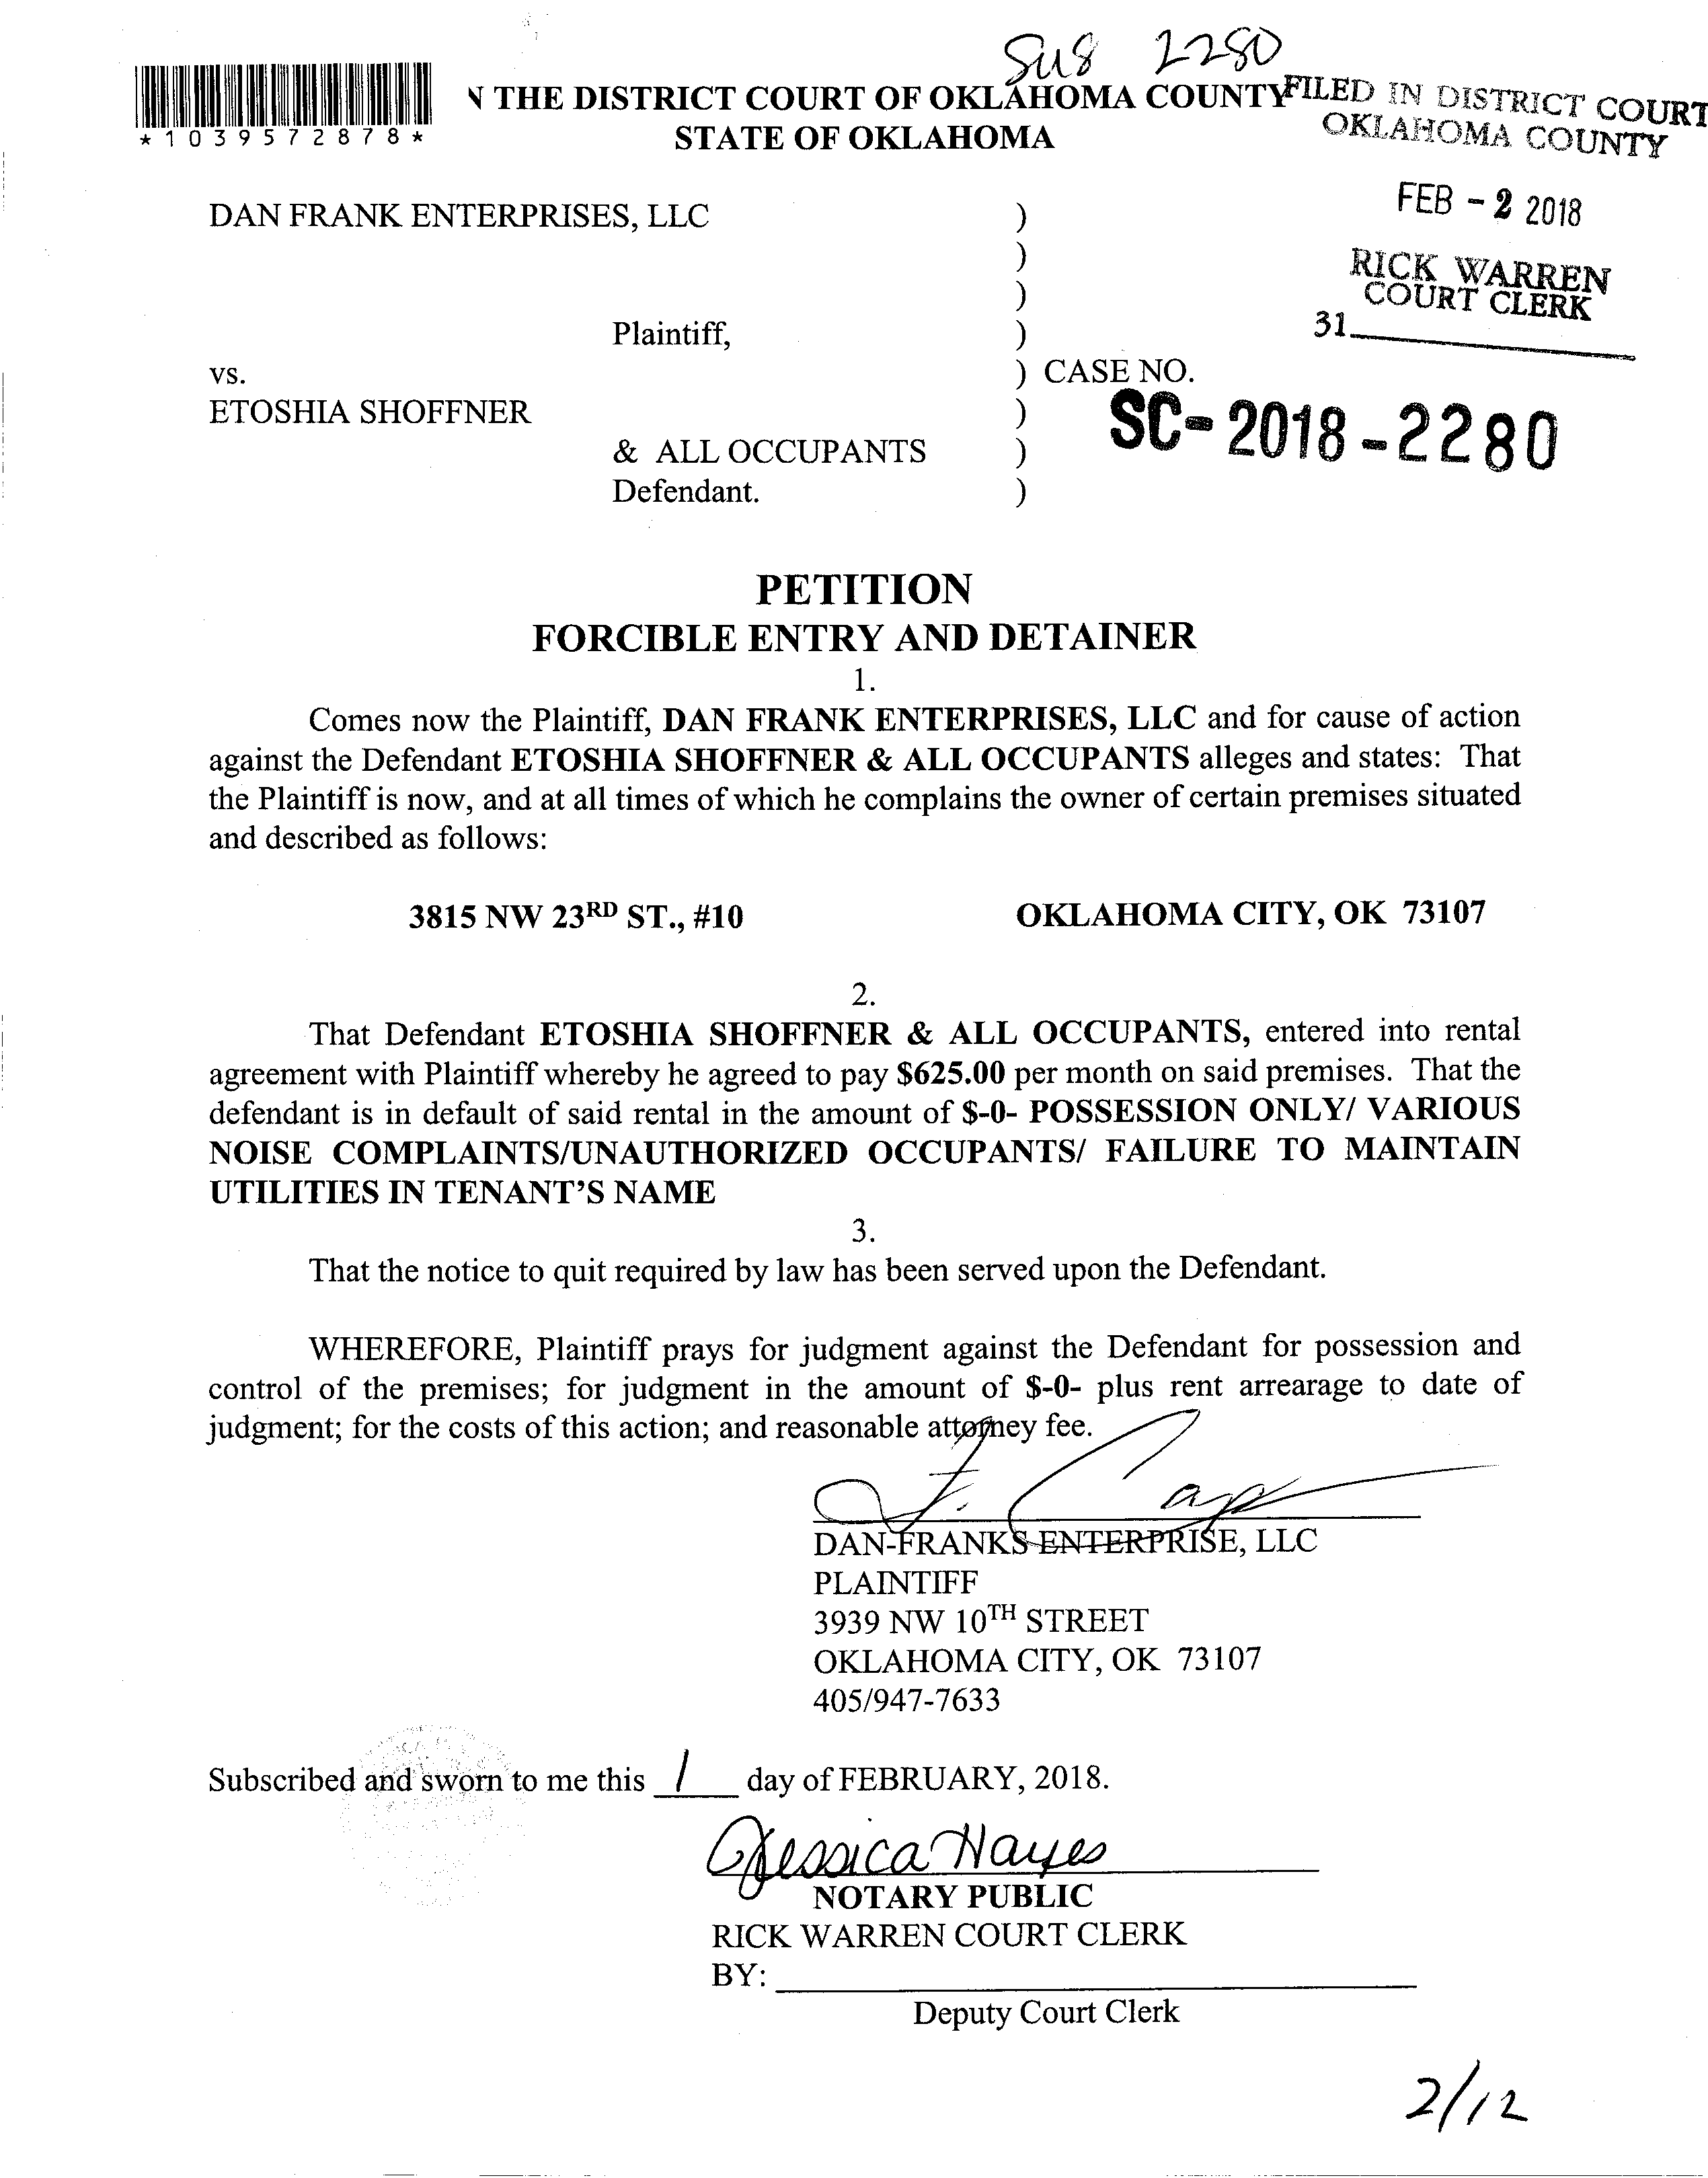 SU8 2280
*1039572878*
N THE DISTRICT COURT OF OKLAHOMA COUNTY
STATE OF OKLAHOMA
FILED IN DISTRICT COURT
OKLAHOMA COUNTY
FEB - 2 2018
RICK WARREN
COURT CLERK
31
DAN FRANK ENTERPRISES, LLC )
)
)
Plaintiff, )
vs. ) CASE NO.
ETOSHIA SHOFFNER ) SC-2018-2280
& ALL OCCUPANTS )
Defendant. )
PETITION
FORCIBLE ENTRY AND DETAINER
1.
Comes now the Plaintiff, DAN FRANK ENTERPRISES, LLC and for cause of action
against the Defendant ETOSHIA SHOFFNER & ALL OCCUPANTS alleges and states: That
the Plaintiff is now, and at all times of which he complains the owner of certain premises situated
and described as follows:
3815 NW 23RD ST., #10 OKLAHOMA CITY, OK 73107
2.
That Defendant ETOSHIA SHOFFNER & ALL OCCUPANTS, entered into rental
agreement with Plaintiff whereby he agreed to pay $625.00 per month on said premises. That the
defendant is in default of said rental in the amount of $-0- POSSESSION ONLY/ VARIOUS
NOISE COMPLAINTS/UNAUTHORIZED OCCUPANTS/ FAILURE TO MAINTAIN
UTILITIES IN TENANT'S NAME
3.
That the notice to quit required by law has been served upon the Defendant.
WHEREFORE, Plaintiff prays for judgment against the Defendant for possession and
control of the premises; for judgment in the amount of $-0- plus rent arrearage to date of
judgment; for the costs of this action; and reasonable attorney fee.
DAN-FRANKS ENTERPRISE, LLC
PLAINTIFF
3939 NW 10TH STREET
OKLAHOMA CITY, OK 73107
405/947-7633
Subscribed and sworn to me this 1 day of FEBRUARY, 2018.
Jessica Hayes
NOTARY PUBLIC
RICK WARREN COURT CLERK
BY:
Deputy Court Clerk
2/12